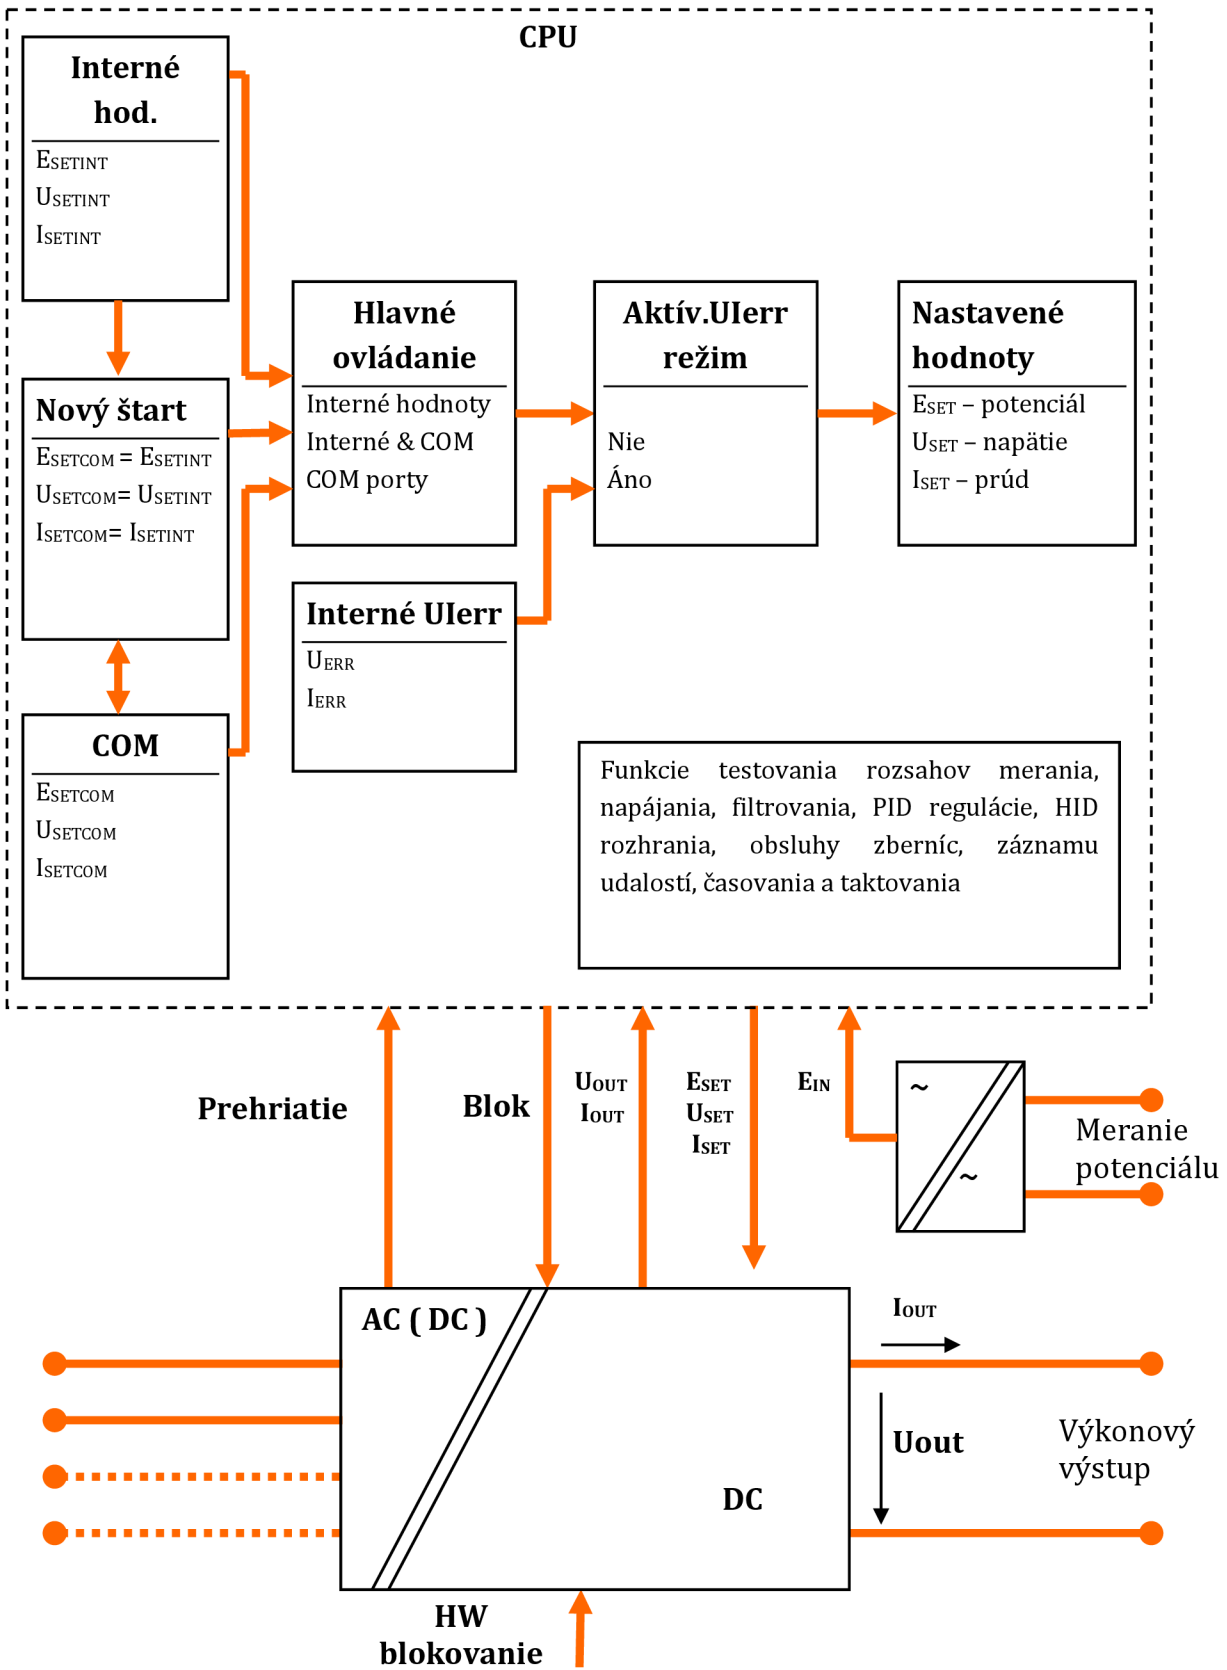 CPU
Interné
hod.
ESETINT
USETINT
ISETINT
Nový štart
ESETCOM = ESETINT
USETCOM= USETINT
ISETCOM= ISETINT
COM
ESETCOM
USETCOM
ISETCOM
Hlavné
ovládanie
Interné hodnoty
Interné & COM
COM porty
Interné UIerr
UERR
IERR
Aktív.UIerr
režim
Nie
Áno
Nastavené
hodnoty
ESET – potenciál
USET – napätie
ISET – prúd
Funkcie testovania rozsahov merania,
napájania, filtrovania, PID regulácie, HID
rozhrania, obsluhy zberníc, záznamu
udalostí, časovania a taktovania
Prehriatie
Blok
UOUT
IOUT
ESET
USET
ISET
EIN
~
~
Meranie
potenciálu
AC ( DC )
DC
IOUT
Uout
Výkonový
výstup
HW
blokovanie